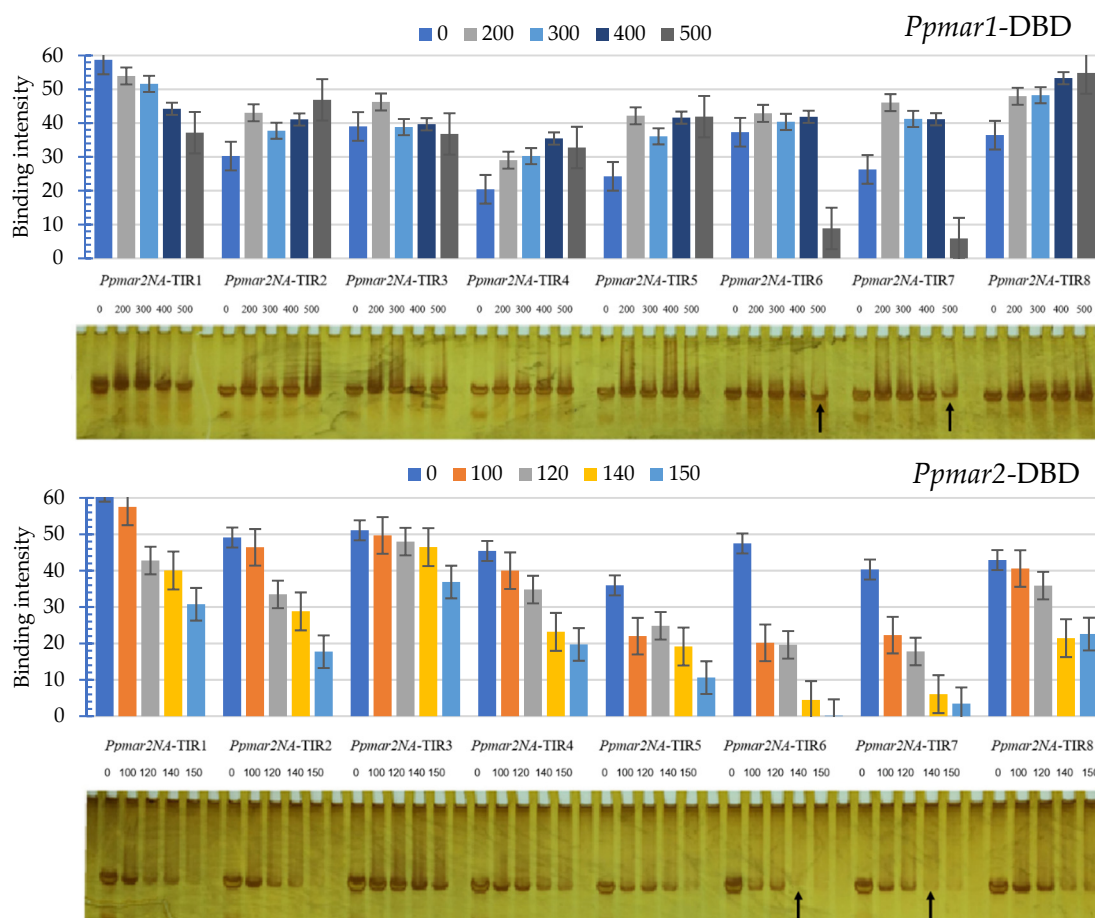 Ppmar1-DBD
0 200 300 400 500
Binding intensity
60
50
40
30
20
10
0
Ppmar2NA-TIR1 Ppmar2NA-TIR2 Ppmar2NA-TIR3 Ppmar2NA-TIR4 Ppmar2NA-TIR5 Ppmar2NA-TIR6 Ppmar2NA-TIR7 Ppmar2NA-TIR8
0 200 300 400 500 0 200 300 400 500 0 200 300 400 500 0 200 300 400 500 0 200 300 400 500 0 200 300 400 500 0 200 300 400 500 0 200 300 400 500
Ppmar2-DBD
0 100 120 140 150
Binding intensity
60
50
40
30
20
10
0
Ppmar2NA-TIR1 Ppmar2NA-TIR2 Ppmar2NA-TIR3 Ppmar2NA-TIR4 Ppmar2NA-TIR5 Ppmar2NA-TIR6 Ppmar2NA-TIR7 Ppmar2NA-TIR8
0 100 120 140 150 0 100 120 140 150 0 100 120 140 150 0 100 120 140 150 0 100 120 140 150 0 100 120 140 150 0 100 120 140 150 0 100 120 140 150